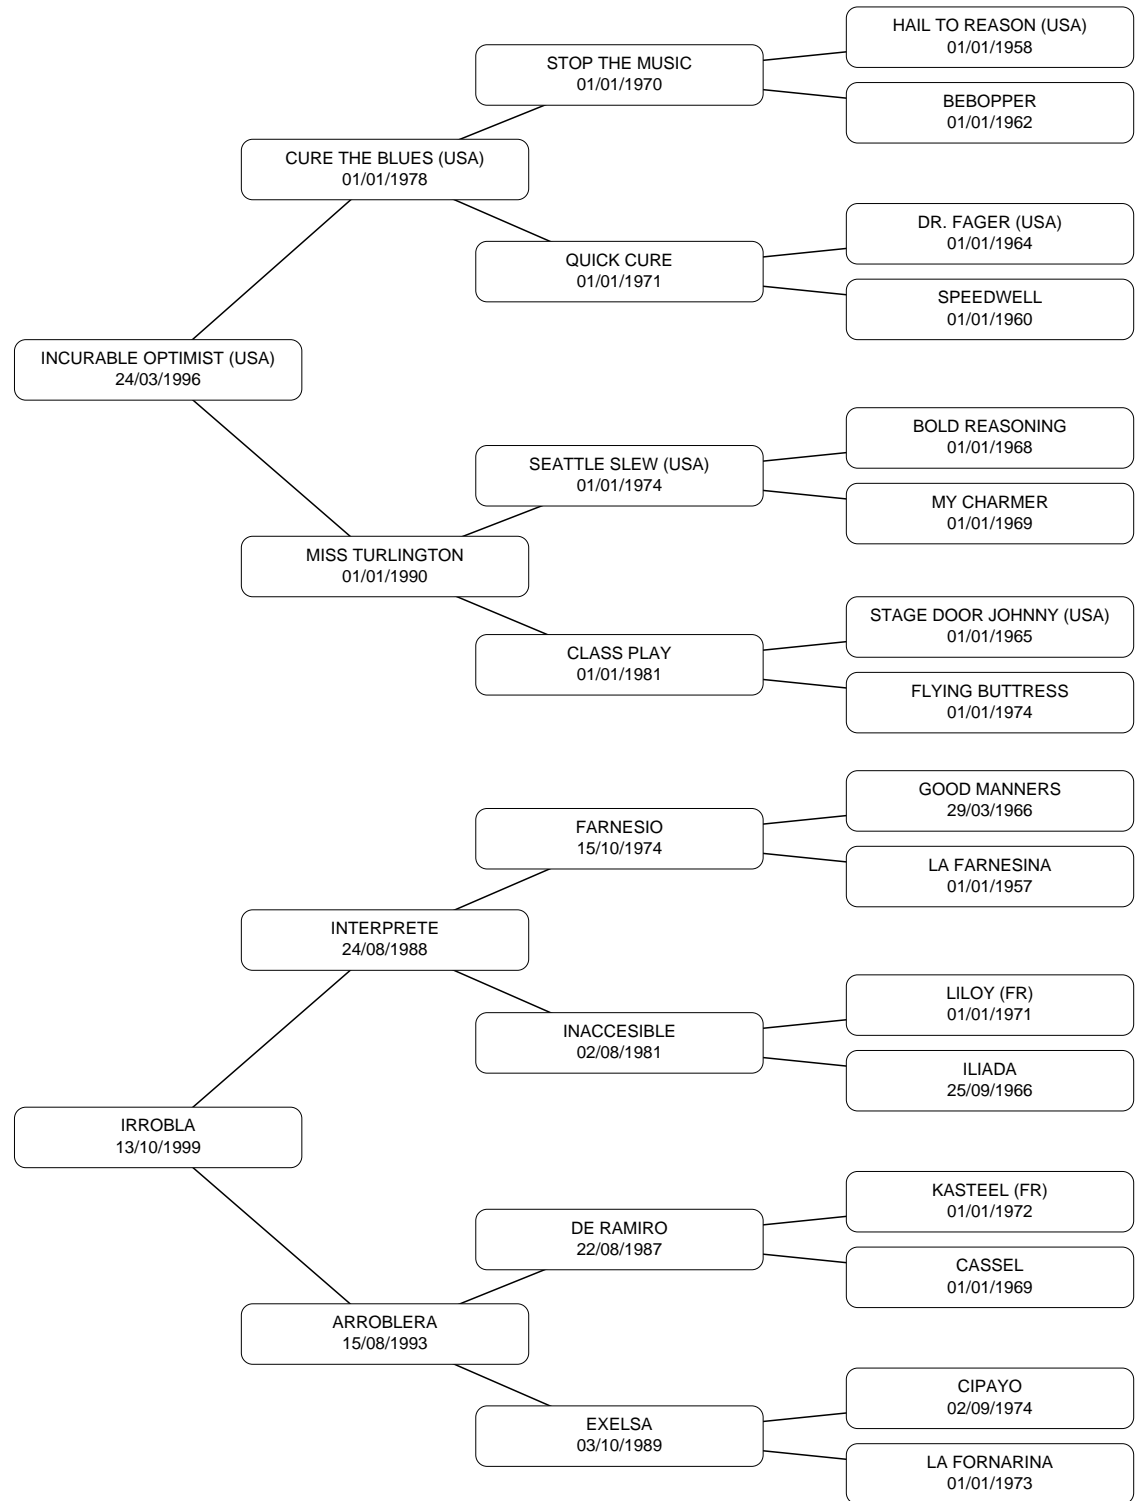 HAIL TO REASON (USA)
01/01/1958
STOP THE MUSIC
01/01/1970
BEBOPPER
01/01/1962
CURE THE BLUES (USA)
01/01/1978
DR. FAGER (USA)
01/01/1964
QUICK CURE
01/01/1971
SPEEDWELL
01/01/1960
INCURABLE OPTIMIST (USA)
24/03/1996
BOLD REASONING
01/01/1968
SEATTLE SLEW (USA)
01/01/1974
MY CHARMER
01/01/1969
MISS TURLINGTON
01/01/1990
STAGE DOOR JOHNNY (USA)
01/01/1965
CLASS PLAY
01/01/1981
FLYING BUTTRESS
01/01/1974
GOOD MANNERS
29/03/1966
FARNESIO
15/10/1974
LA FARNESINA
01/01/1957
INTERPRETE
24/08/1988
LILOY (FR)
01/01/1971
INACCESIBLE
02/08/1981
ILIADA
25/09/1966
IRROBLA
13/10/1999
KASTEEL (FR)
01/01/1972
DE RAMIRO
22/08/1987
CASSEL
01/01/1969
ARROBLERA
15/08/1993
CIPAYO
02/09/1974
EXELSA
03/10/1989
LA FORNARINA
01/01/1973